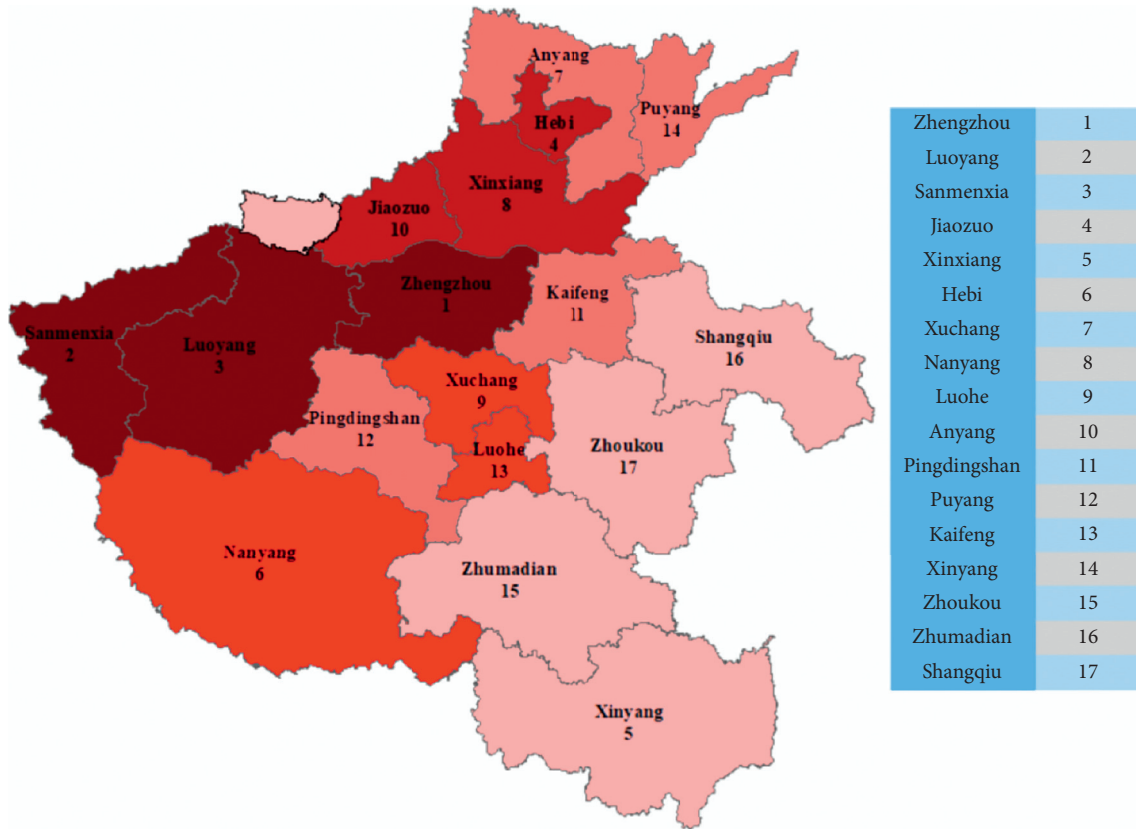 Anyang
7
Puyang
14
Hebi
4
Xinxiang
8
Jiaozuo
10
Zhengzhou
1
Kaifeng
11
Sanmenxia
2
Luoyang
3
Shangqiu
16
Xuchang
9
Pingdingshan
12
Luohe
13
Zhoukou
17
Nanyang
6
Zhumadian
15
Xinyang
5
Zhengzhou 1
Luoyang 2
Sanmenxia 3
Jiaozuo 4
Xinxiang 5
Hebi 6
Xuchang 7
Nanyang 8
Luohe 9
Anyang 10
Pingdingshan 11
Puyang 12
Kaifeng 13
Xinyang 14
Zhoukou 15
Zhumadian 16
Shangqiu 17